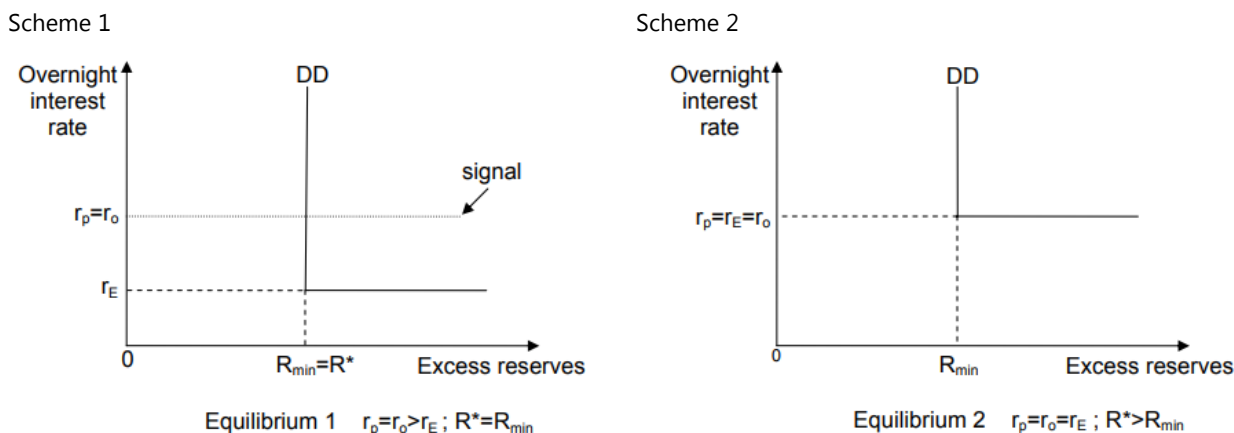 Scheme 1
DD
Overnight
interest
rate
signal
rp=ro
rE
0
Rmin=R*
Excess reserves
Equilibrium 1 rp=ro>rE ; R*=Rmin
Scheme 2
DD
Overnight
interest
rate
rp=rE=ro
0
Rmin
Excess reserves
Equilibrium 2 rp=ro=rE ; R*>Rmin